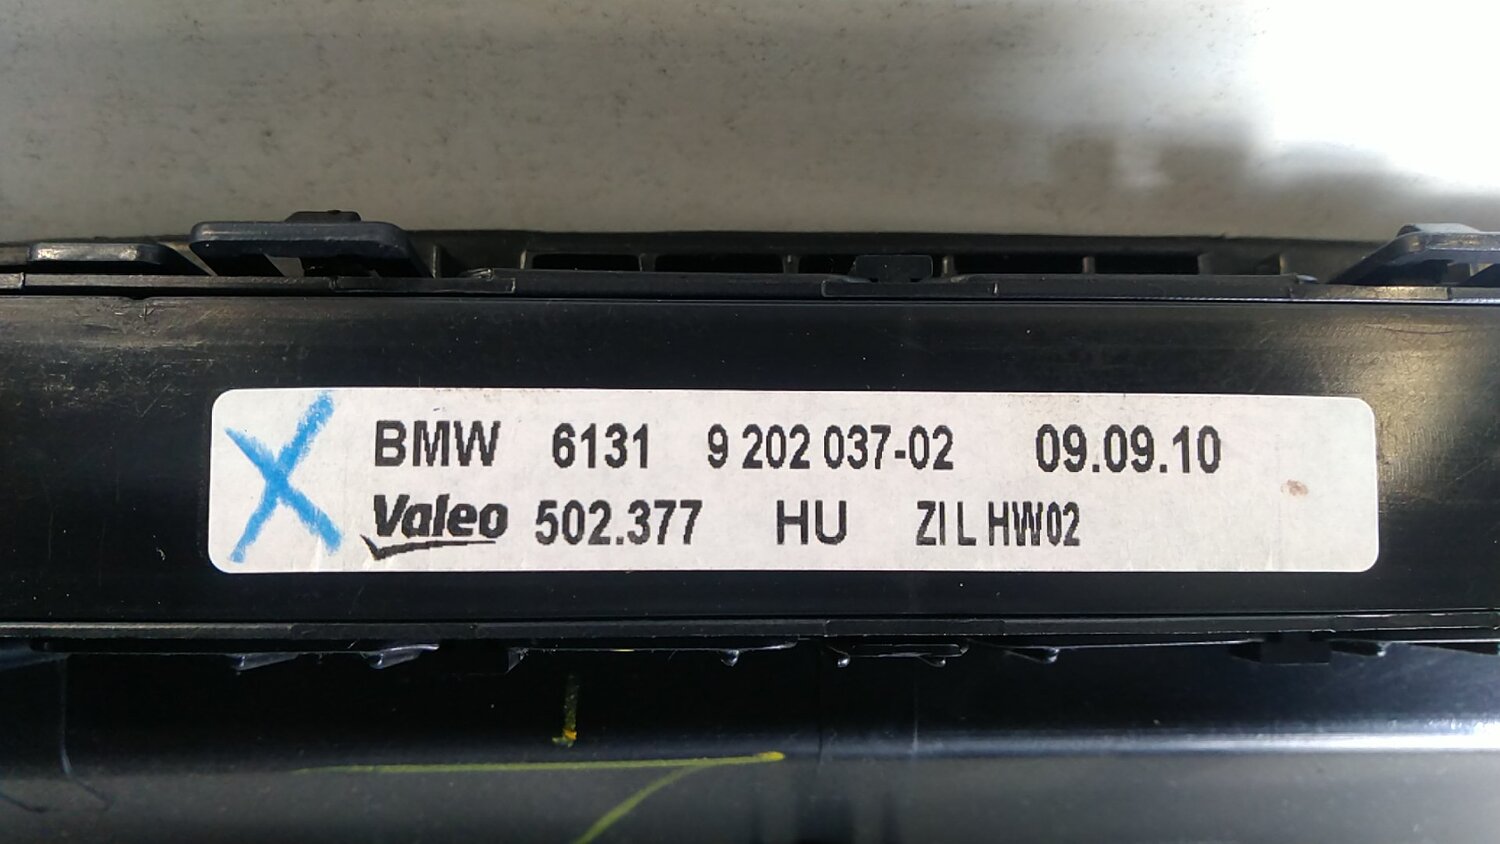 BMW 6131 9 202 037-02 09.09.10
Valeo 502.377 HU ZI L HW02